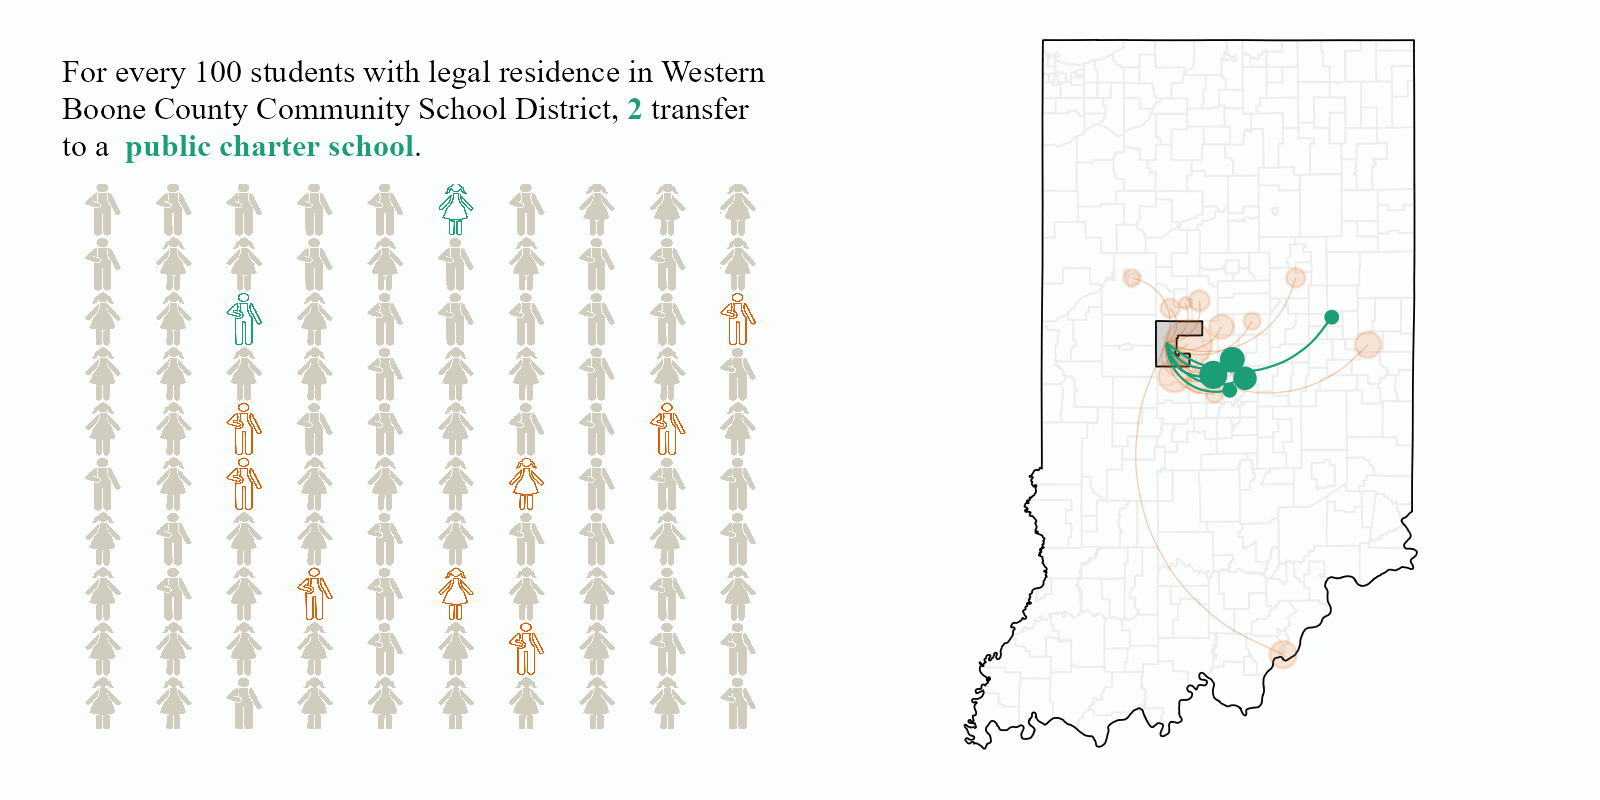 For every 100 students with legal residence in Western
Boone County Community School District, 2 transfer
to a public charter school.